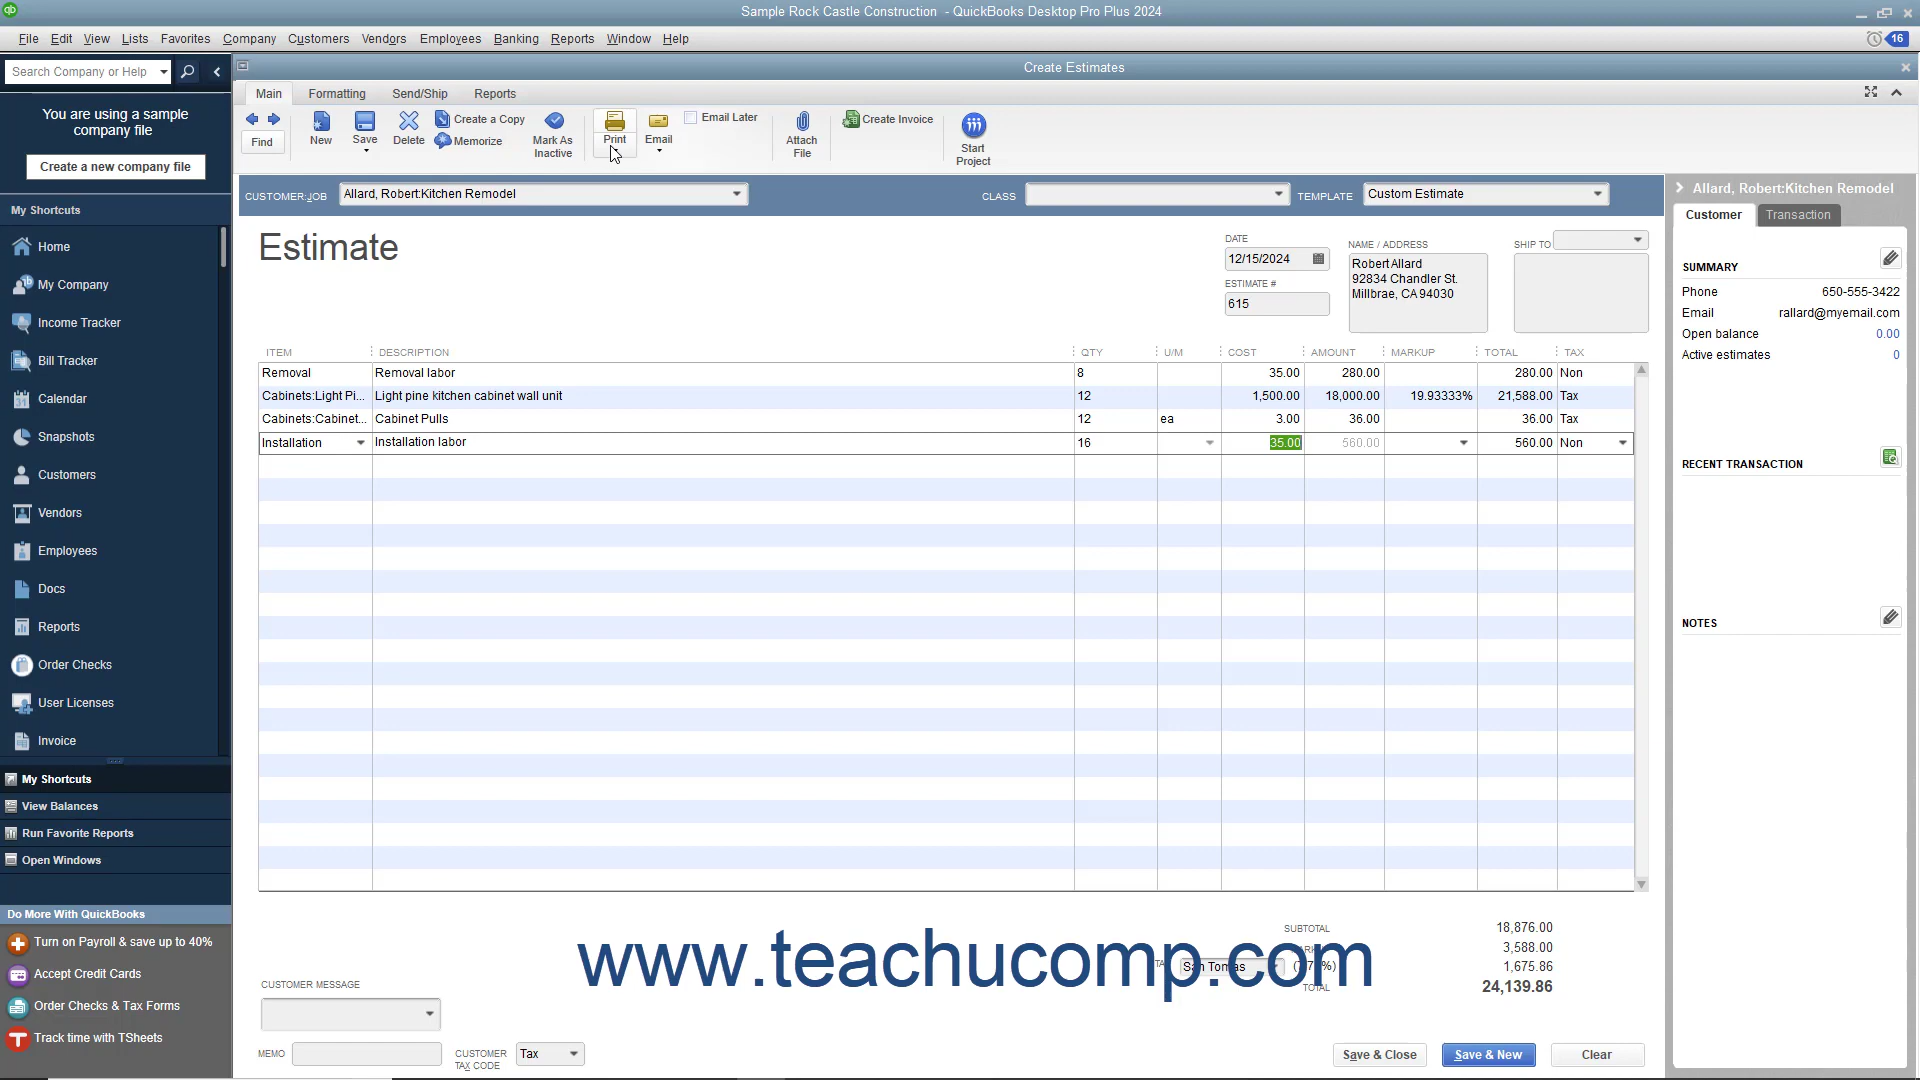 Sample Rock Castle Construction - QuickBooks Desktop Pro Plus 2024
File Edit View Lists Favorites Company Customers Vendors Employees Banking Reports Window Help
16
Search Company or Help
Create Estimates
You are using a sample
company file
Create a new company file
My Shortcuts
Home
My Company
Income Tracker
Bill Tracker
Calendar
Snapshots
Customers
Vendors
Employees
Docs
Reports
Order Checks
User Licenses
Invoice
My Shortcuts
View Balances
Run Favorite Reports
Open Windows
Do More With QuickBooks
Turn on Payroll & save up to 40%
Accept Credit Cards
Order Checks & Tax Forms
Track time with TSheets
Main Formatting Send/Ship Reports
Find
New
Save
Delete
Create a Copy
Memorize
Mark As
Inactive
Print
Email
Email Later
Attach
File
Create Invoice
Start
Project
CUSTOMER:JOB Allard, Robert:Kitchen Remodel CLASS TEMPLATE Custom Estimate
Estimate
DATE
12/15/2024
ESTIMATE #
615
NAME / ADDRESS
Robert Allard
92834 Chandler St.
Millbrae, CA 94030
SHIP TO
ITEM DESCRIPTION QTY U/M COST AMOUNT MARKUP TOTAL TAX
Removal Removal labor 8 35.00 280.00 280.00 Non
Cabinets:Light Pi... Light pine kitchen cabinet wall unit 12 1,500.00 18,000.00 19.93333% 21,588.00 Tax
Cabinets:Cabinet... Cabinet Pulls 12 ea 3.00 36.00 36.00 Tax
Installation Installation labor 16 35.00 560.00 560.00 Non
SUBTOTAL 18,876.00
3,588.00
San Tomas 1,675.86
TOTAL 24,139.86
www.teachucomp.com
CUSTOMER MESSAGE
MEMO
CUSTOMER
TAX CODE
Tax
Save & Close
Save & New
Clear
Allard, Robert:Kitchen Remodel
Customer Transaction
SUMMARY
Phone 650-555-3422
Email rallard@myemail.com
Open balance 0.00
Active estimates 0
RECENT TRANSACTION
NOTES